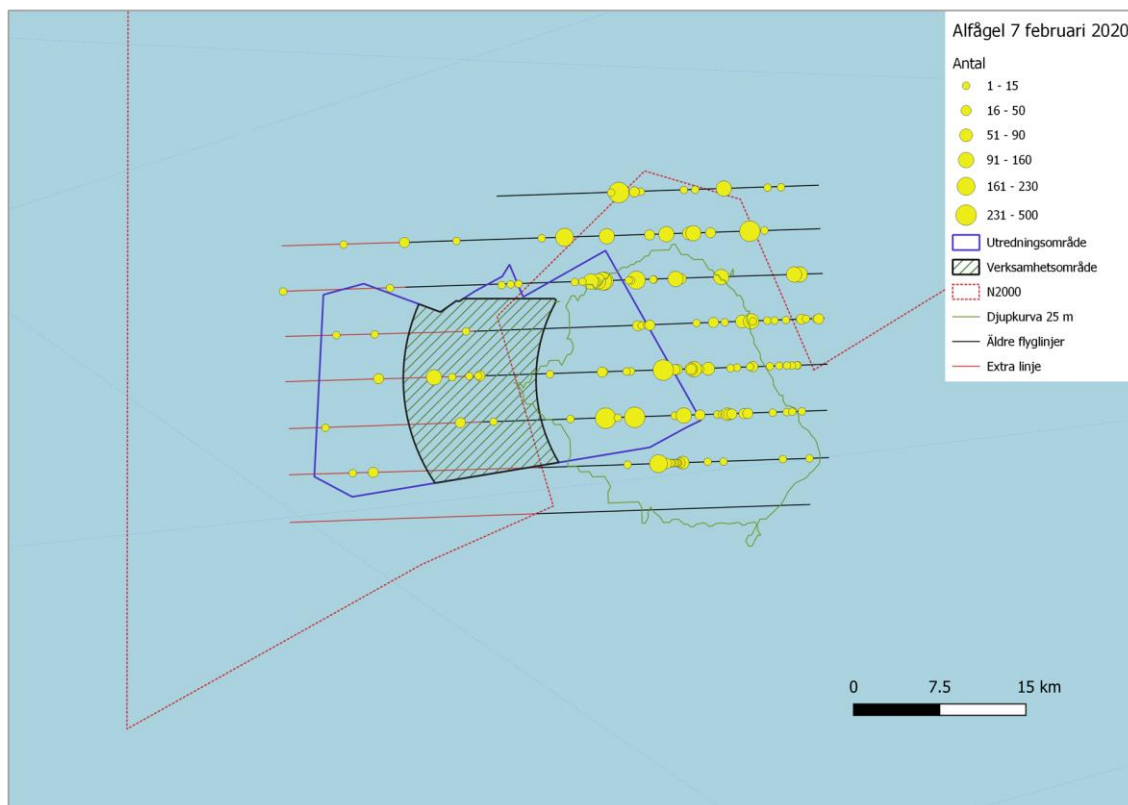 Alfågel 7 februari 2020
Antal
1 - 15
16 - 50
51 - 90
91 - 160
161 - 230
231 - 500
Utredningsområde
Verksamhetsområde
N2000
Djupkurva 25 m
Äldre flyglinjer
Extra linje
0 7.5 15 km